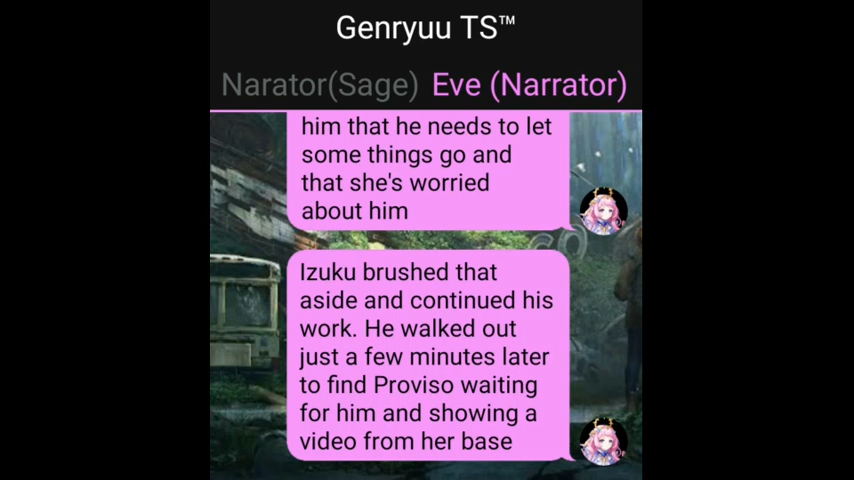 Genryuu TS™
Narator(Sage) Eve (Narrator)
him that he needs to let
some things go and
that she's worried
about him
Izuku brushed that
aside and continued his
work. He walked out
just a few minutes later
to find Proviso waiting
for him and showing a
video from her base